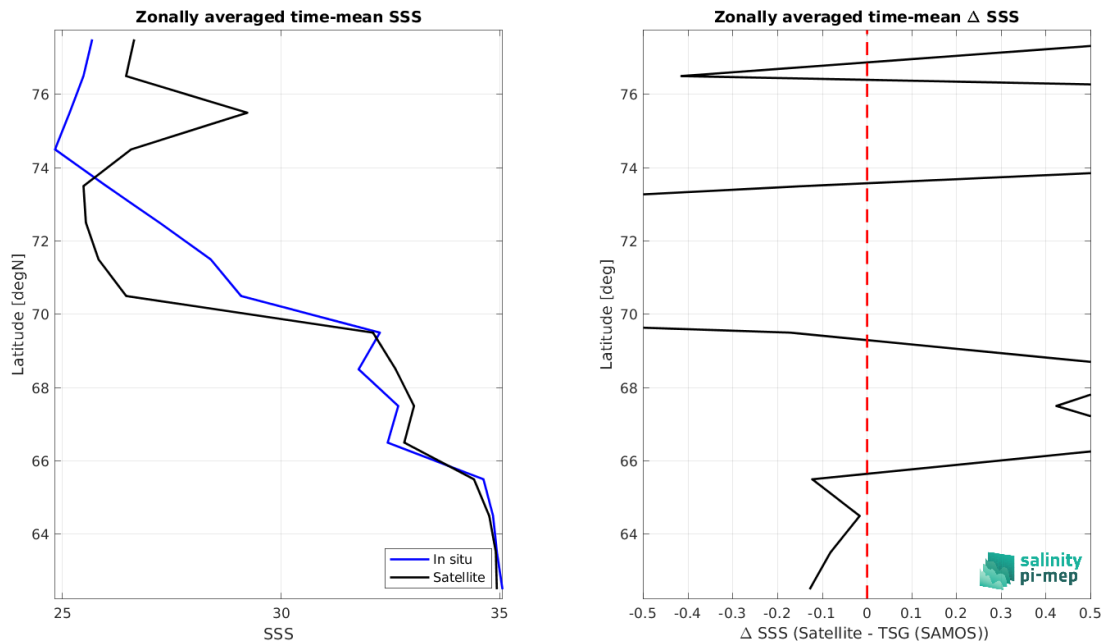 Zonally averaged time-mean SSS
76
74
72
70
68
66
64
Latitude [degN]
25
30
35
SSS
In situ
Satellite
Zonally averaged time-mean Δ SSS
76
74
72
70
68
66
64
Latitude [deg]
-0.5
-0.4
-0.3
-0.2
-0.1
0
0.1
0.2
0.3
0.4
0.5
Δ SSS (Satellite - TSG (SAMOS))
salinity
pi-mep